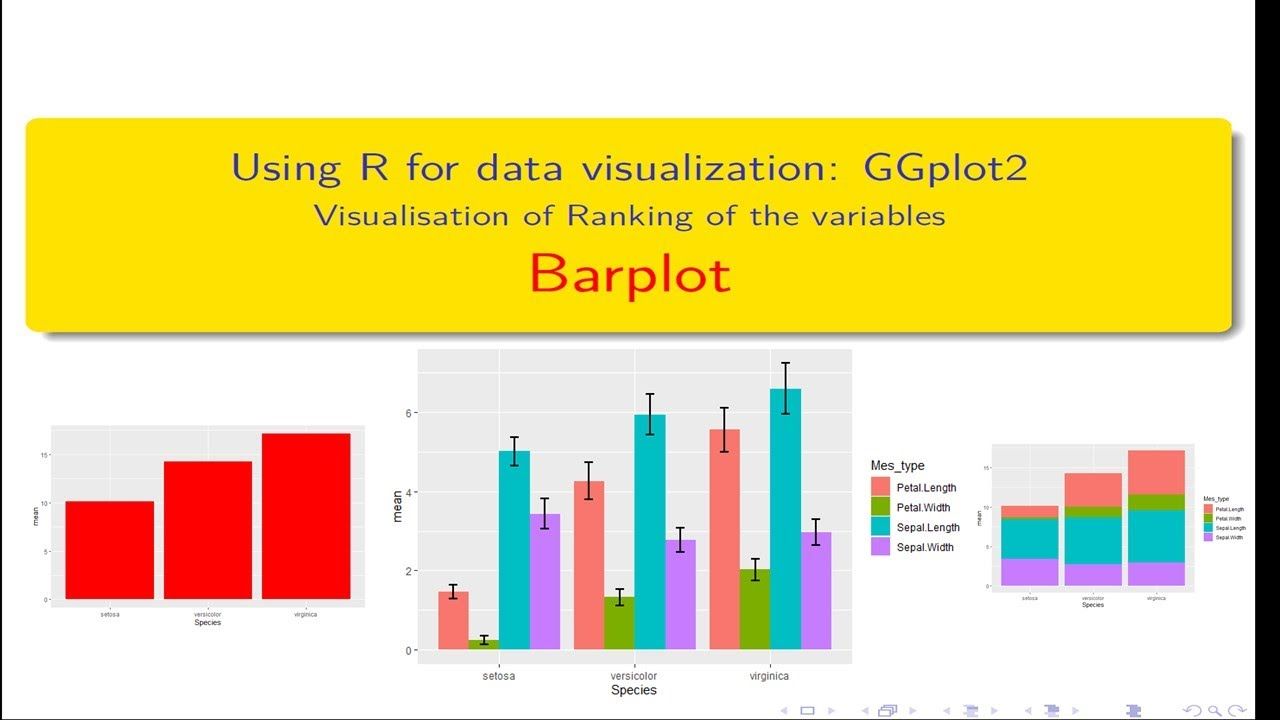 Using R for data visualization: GGplot2
Visualisation of Ranking of the variables
Barplot
mean
15
10
5
0
setosa
versicolor
virginica
Species
mean
6
4
2
0
setosa
versicolor
virginica
Species
Mes_type
Petal.Length
Petal.Width
Sepal.Length
Sepal.Width
mean
15
10
5
0
setosa
versicolor
virginica
Species
Mes_type
Petal.Length
Petal.Width
Sepal.Length
Sepal.Width